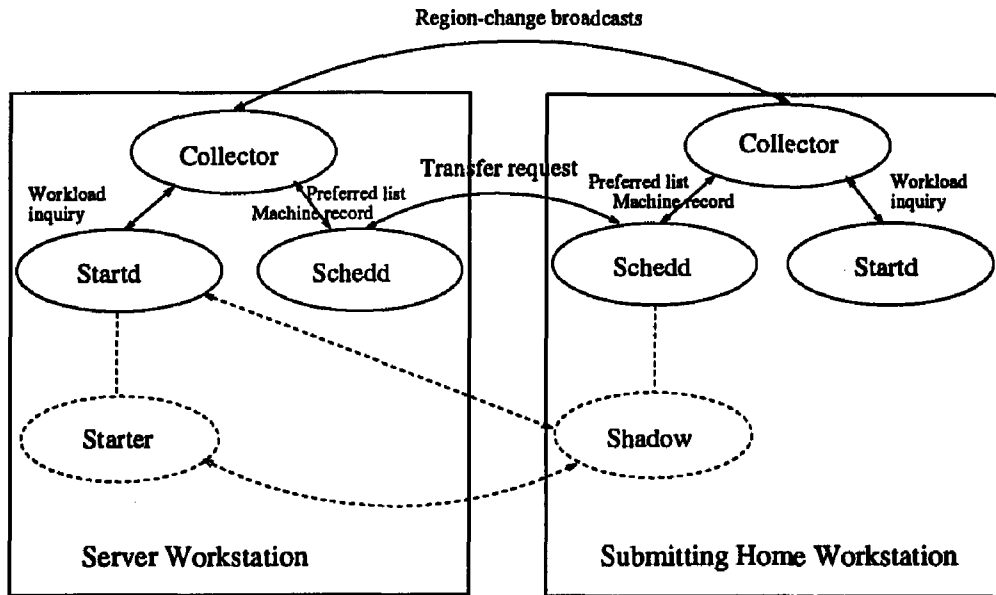 Region-change broadcasts
Collector
Collector
Transfer request
Workload
inquiry
Preferred list
Machine record
Preferred list
Machine record
Workload
inquiry
Startd
Schedd
Schedd
Startd
Starter
Shadow
Server Workstation
Submitting Home Workstation